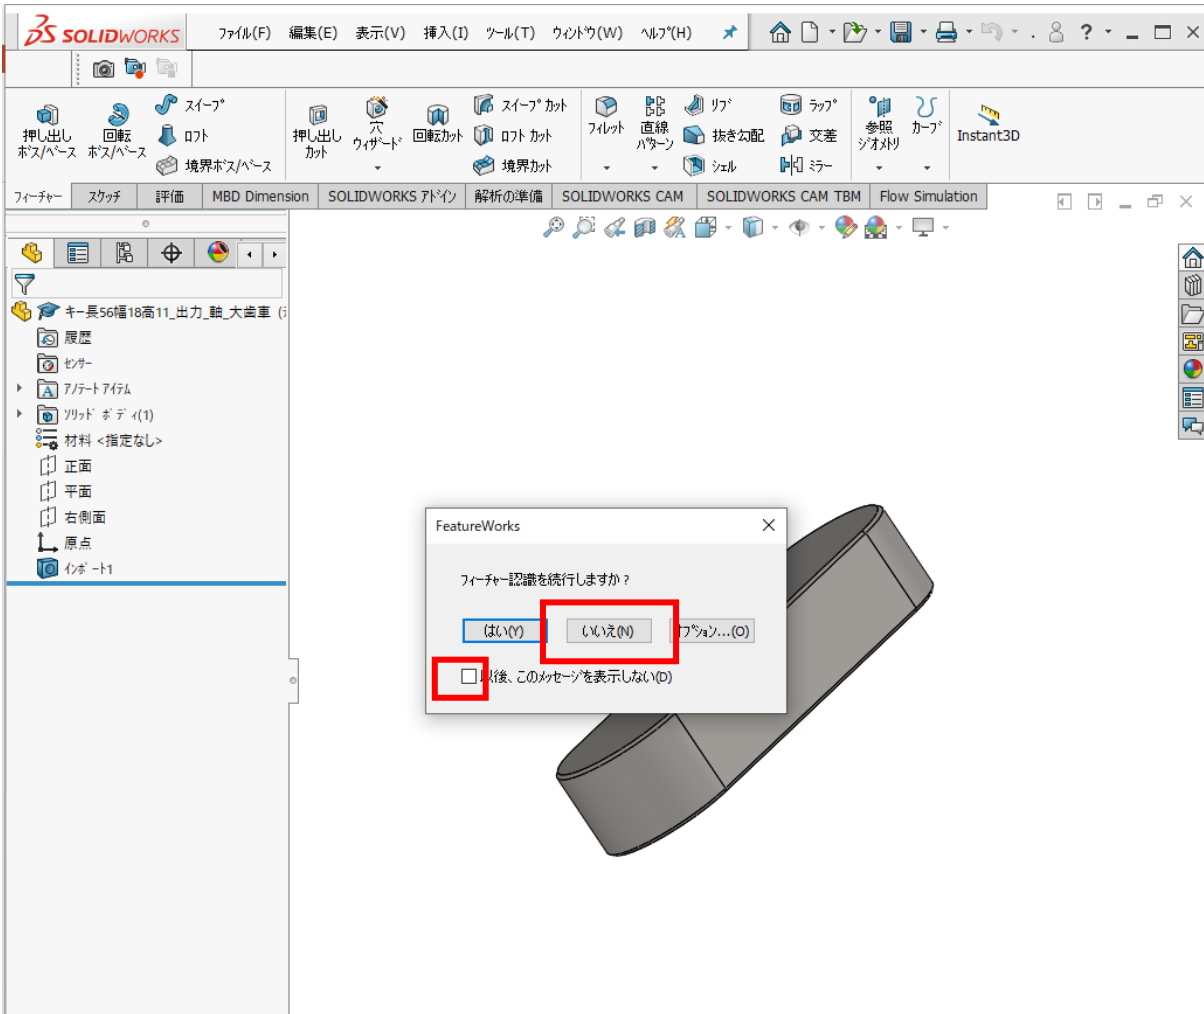 SOLIDWORKS ファイル(F) 編集(E) 表示(V) 挿入(I) ツール(T) ウィンドウ(W) ヘルプ(H)
押し出し
ボス/ベース
回転
ボス/ベース
スイープ
ロフト
境界ボス/ベース
押し出し
カット
穴
ウィザード
回転カット
スイープ カット
ロフト カット
境界カット
フィレット
直線
パターン
リブ
抜き勾配
シェル
ラップ
交差
ミラー
参照
ジオメトリ
カーブ
Instant3D
フィーチャー スケッチ 評価 MBD Dimension SOLIDWORKS アドイン 解析の準備 SOLIDWORKS CAM SOLIDWORKS CAM TBM Flow Simulation
キー長56幅18高11_出力_軸_大歯車
履歴
センサー
アノテート アイテム
ソリッド ボディ(1)
材料 <指定なし>
正面
平面
右側面
原点
インポート1
FeatureWorks
フィーチャー認識を続行しますか?
はい(Y) いいえ(N) オプション...(O)
以後、このメッセージを表示しない(D)